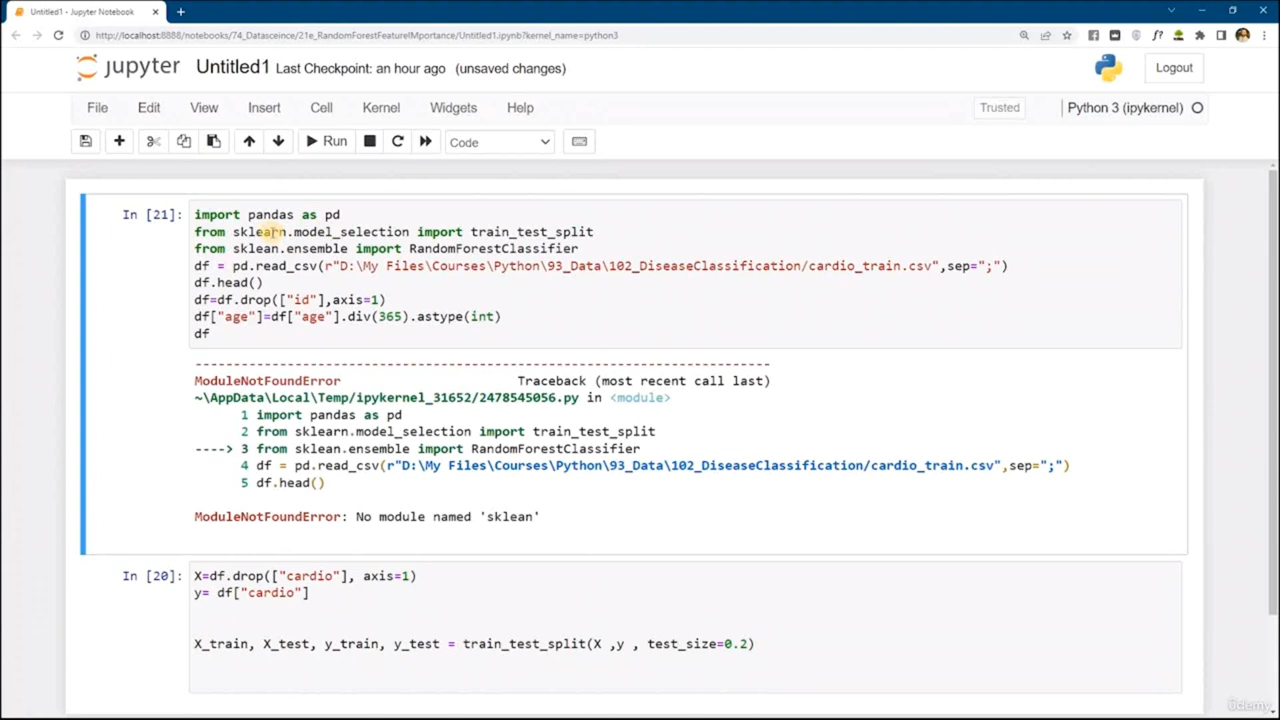 Untitled1 - Jupyter Notebook
http://localhost:8888/notebooks/74_Datasceince/21e_RandomForestFeatureIMportance/Untitled1.ipynb?kernel_name=python3
jupyter Untitled1 Last Checkpoint: an hour ago (unsaved changes) Logout
File Edit View Insert Cell Kernel Widgets Help Trusted Python 3 (ipykernel)
Run Code
In [21]: import pandas as pd
from sklearn.model_selection import train_test_split
from sklean.ensemble import RandomForestClassifier
df = pd.read_csv(r"D:\My Files\Courses\Python\93_Data\102_DiseaseClassification/cardio_train.csv",sep=";")
df.head()
df=df.drop(["id"],axis=1)
df["age"]=df["age"].div(365).astype(int)
df
---------------------------------------------------------------------------
ModuleNotFoundError Traceback (most recent call last)
~\AppData\Local\Temp/ipykernel_31652/2478545056.py in <module>
1 import pandas as pd
2 from sklearn.model_selection import train_test_split
----> 3 from sklean.ensemble import RandomForestClassifier
4 df = pd.read_csv(r"D:\My Files\Courses\Python\93_Data\102_DiseaseClassification/cardio_train.csv",sep=";")
5 df.head()
ModuleNotFoundError: No module named 'sklean'
In [20]: X=df.drop(["cardio"], axis=1)
y= df["cardio"]
X_train, X_test, y_train, y_test = train_test_split(X ,y , test_size=0.2)
ûdemy